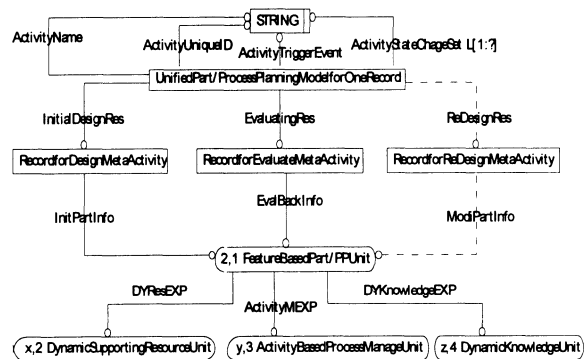 STRING
ActivityName
ActivityUniqueID
ActivityStateChageSet L[1:?]
ActivityTriggerEvent
UnifiedPart/ProcessPlanningModelforOneRecord
InitialDesignRes
EvaluatingRes
ReDesignRes
RecordforDesignMetaActivity
RecordforEvaluateMetaActivity
RecordforReDesignMetaActivity
InitPartInfo
EvalBackInfo
ModiPartInfo
2,1 FeatureBasedPart/PPUnit
DYResEXP
ActivityMEXP
DYKnowledgeEXP
x,2 DynamicSupportingResourceUnit
y,3 ActivityBasedProcessManageUnit
z,4 DynamicKnowledgeUnit